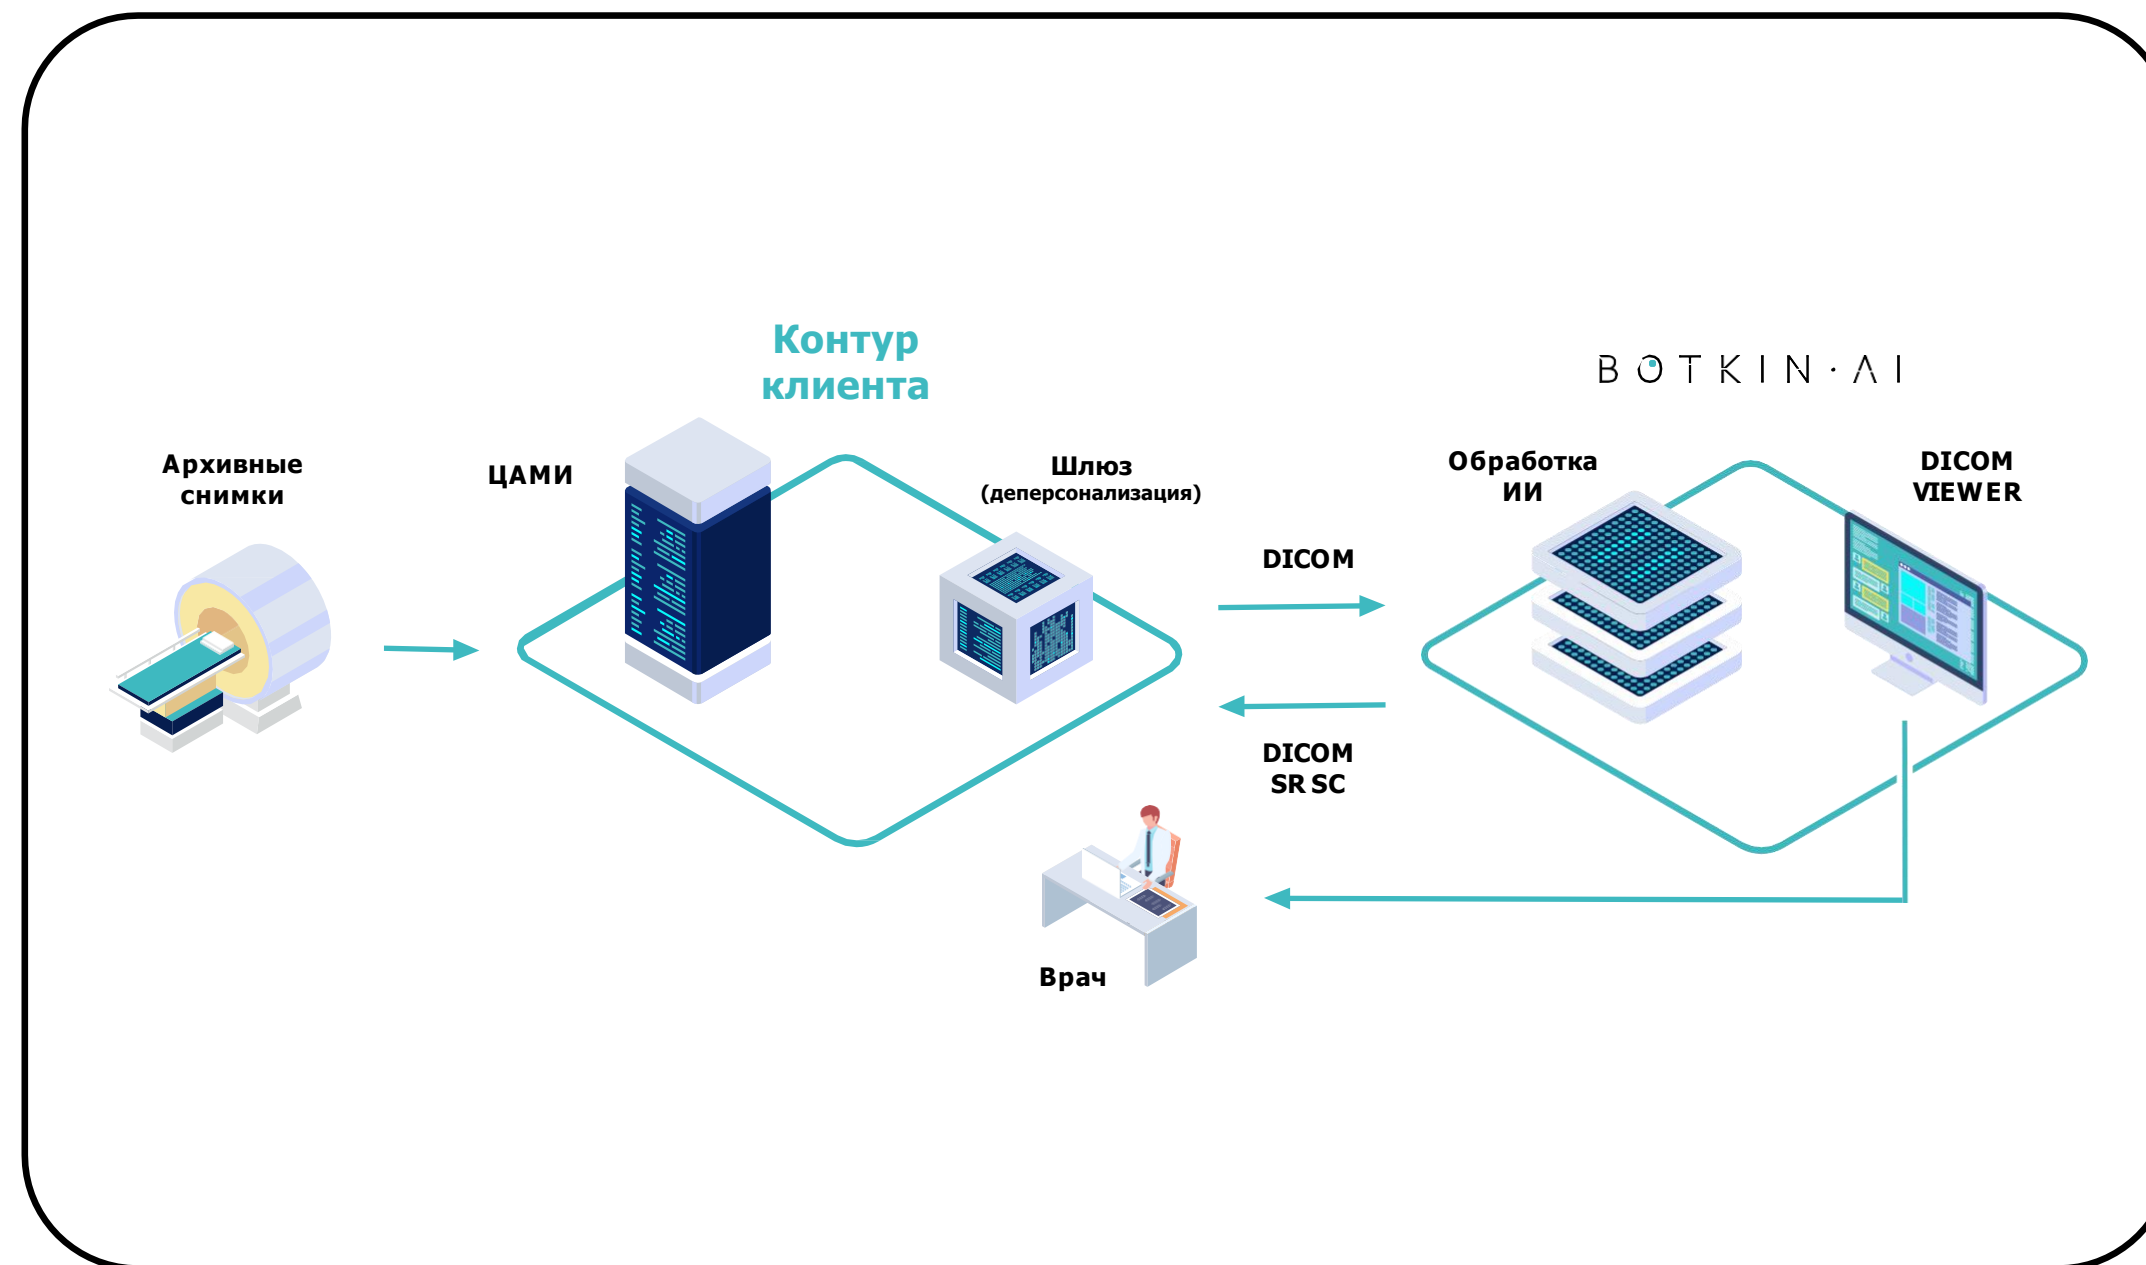 Контур
клиента
BOTKIN·AI
Архивные
снимки
ЦАМИ
Шлюз
(деперсонализация)
Обработка
ИИ
DICOM
VIEWER
DICOM
DICOM
SR SC
Врач